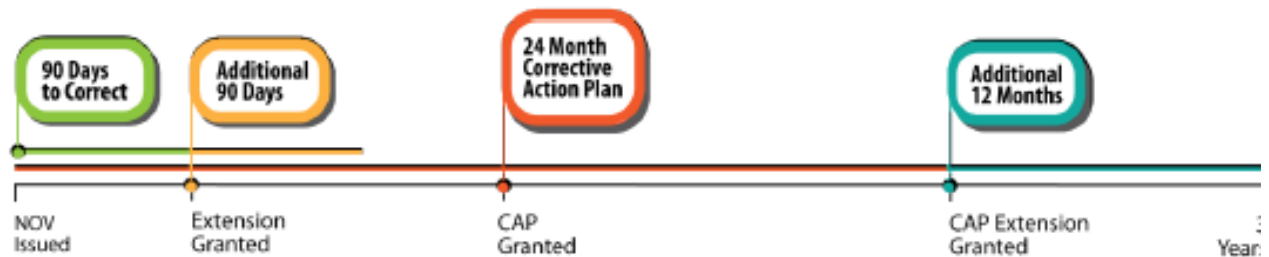 90 Days
to Correct
Additional
90 Days
24 Month
Corrective
Action Plan
Additional
12 Months
NOV
Issued
Extension
Granted
CAP
Granted
CAP Extension
Granted
3
Years